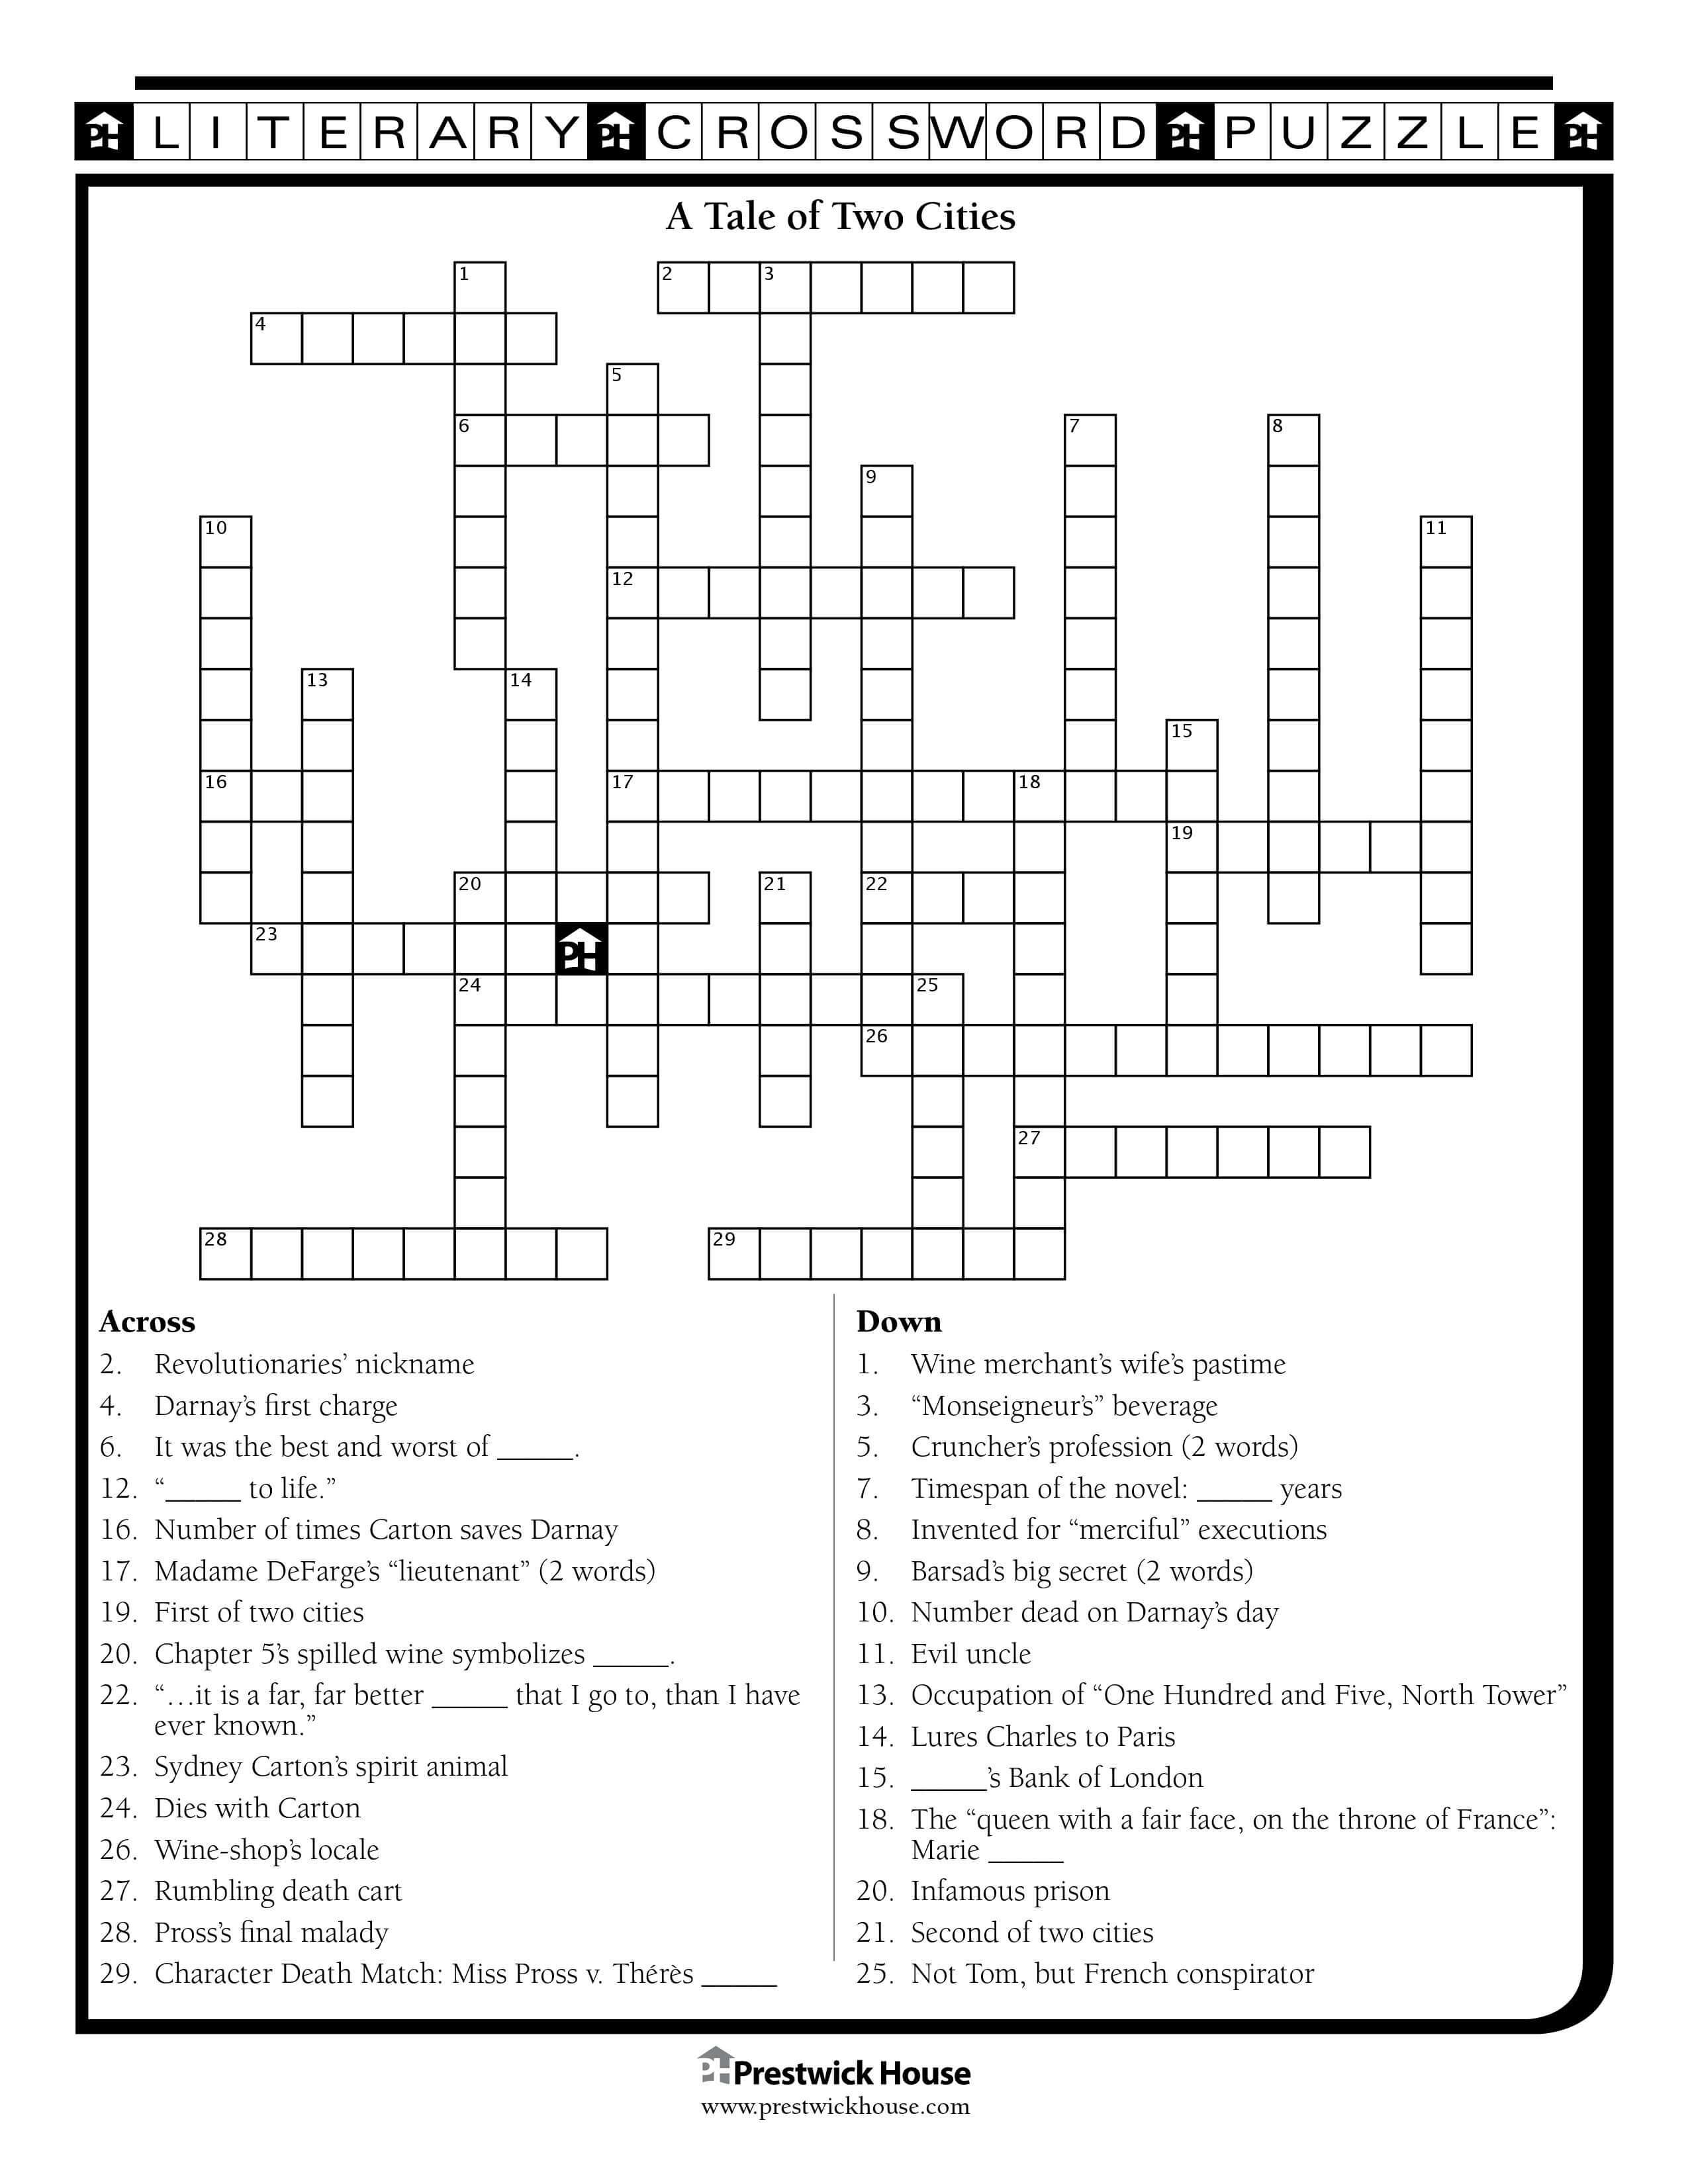 PH LITERARY PH CROSSWORD PH PUZZLE PH
A Tale of Two Cities
1 2 3
4
5
6 7 8
9
10 11
12
13 14
15
16 17 18
19
20 21 22
23 PH
24 25
26
27
28 29
Across
2. Revolutionaries’ nickname
4. Darnay’s first charge
6. It was the best and worst of _____.
12. “_____ to life.”
16. Number of times Carton saves Darnay
17. Madame DeFarge’s “lieutenant” (2 words)
19. First of two cities
20. Chapter 5’s spilled wine symbolizes _____.
22. “…it is a far, far better _____ that I go to, than I have
ever known.”
23. Sydney Carton’s spirit animal
24. Dies with Carton
26. Wine-shop’s locale
27. Rumbling death cart
28. Pross’s final malady
29. Character Death Match: Miss Pross v. Thérès _____
Down
1. Wine merchant’s wife’s pastime
3. “Monseigneur’s” beverage
5. Cruncher’s profession (2 words)
7. Timespan of the novel: _____ years
8. Invented for “merciful” executions
9. Barsad’s big secret (2 words)
10. Number dead on Darnay’s day
11. Evil uncle
13. Occupation of “One Hundred and Five, North Tower”
14. Lures Charles to Paris
15. _____’s Bank of London
18. The “queen with a fair face, on the throne of France”:
Marie _____
20. Infamous prison
21. Second of two cities
25. Not Tom, but French conspirator
PH Prestwick House
www.prestwickhouse.com